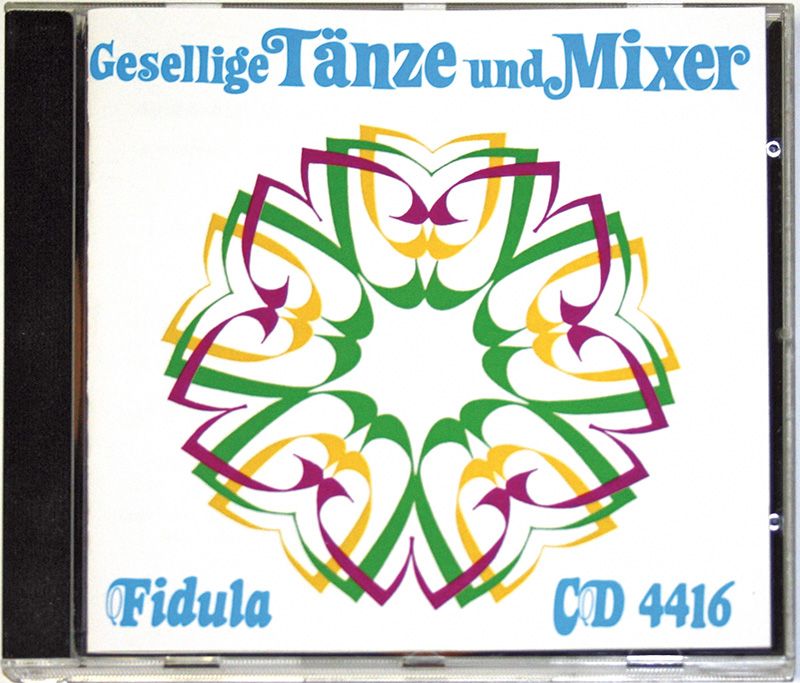 Gesellige Tänze und Mixer
Fidula
CD 4416